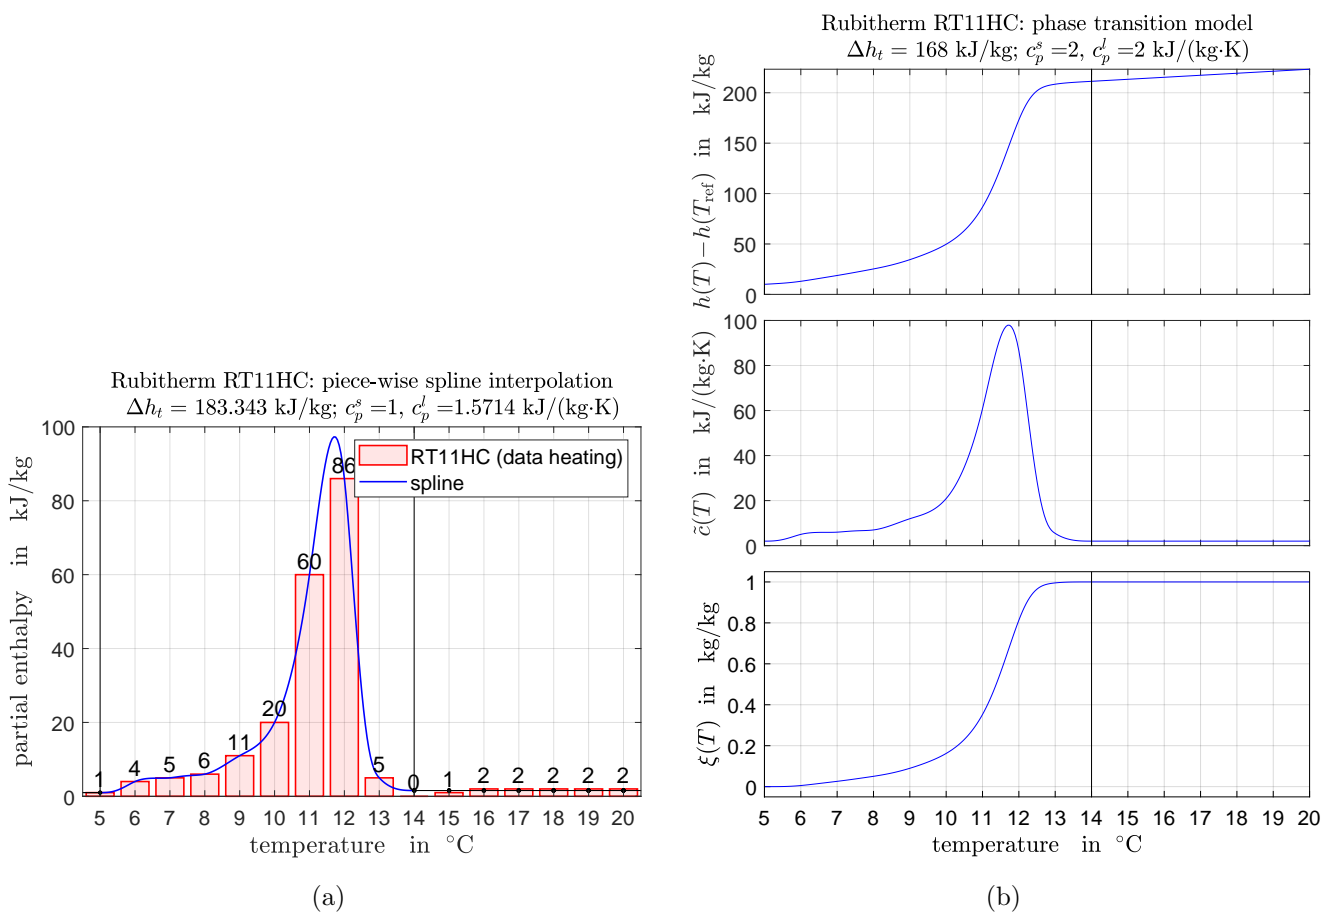 Rubitherm RT11HC: piece-wise spline interpolation
Δhₜ = 183.343 kJ/kg; cₚˢ =1, cₚˡ =1.5714 kJ/(kg·K)
partial enthalpy in kJ/kg
100
80
60
40
20
0
RT11HC (data heating)
spline
1 4 5 6 11 20 60 86 5 0 1 2 2 2 2 2
5 6 7 8 9 10 11 12 13 14 15 16 17 18 19 20
temperature in °C
(a)
Rubitherm RT11HC: phase transition model
Δhₜ = 168 kJ/kg; cₚˢ =2, cₚˡ =2 kJ/(kg·K)
h(T)−h(T_ref) in kJ/kg
200
150
100
50
0
c̃(T) in kJ/(kg·K)
100
80
60
40
20
0
ξ(T) in kg/kg
1
0.8
0.6
0.4
0.2
0
5 6 7 8 9 10 11 12 13 14 15 16 17 18 19 20
temperature in °C
(b)